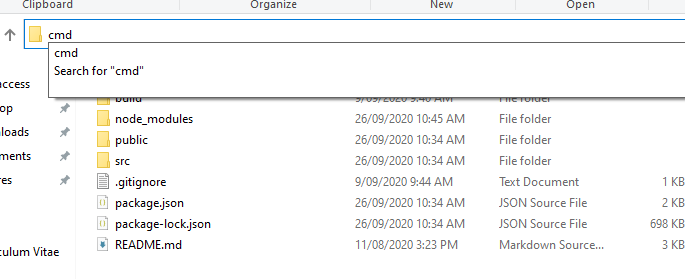 Clipboard Organize New Open
cmd
cmd
Search for "cmd"
access
build 9/09/2020 9:46 AM File folder
op node_modules 26/09/2020 10:45 AM File folder
nloads public 26/09/2020 10:34 AM File folder
ments src 26/09/2020 10:34 AM File folder
res .gitignore 9/09/2020 9:44 AM Text Document 1 KB
package.json 26/09/2020 10:34 AM JSON Source File 2 KB
package-lock.json 26/09/2020 10:34 AM JSON Source File 698 KB
culum Vitae README.md 11/08/2020 3:23 PM Markdown Source... 3 KB